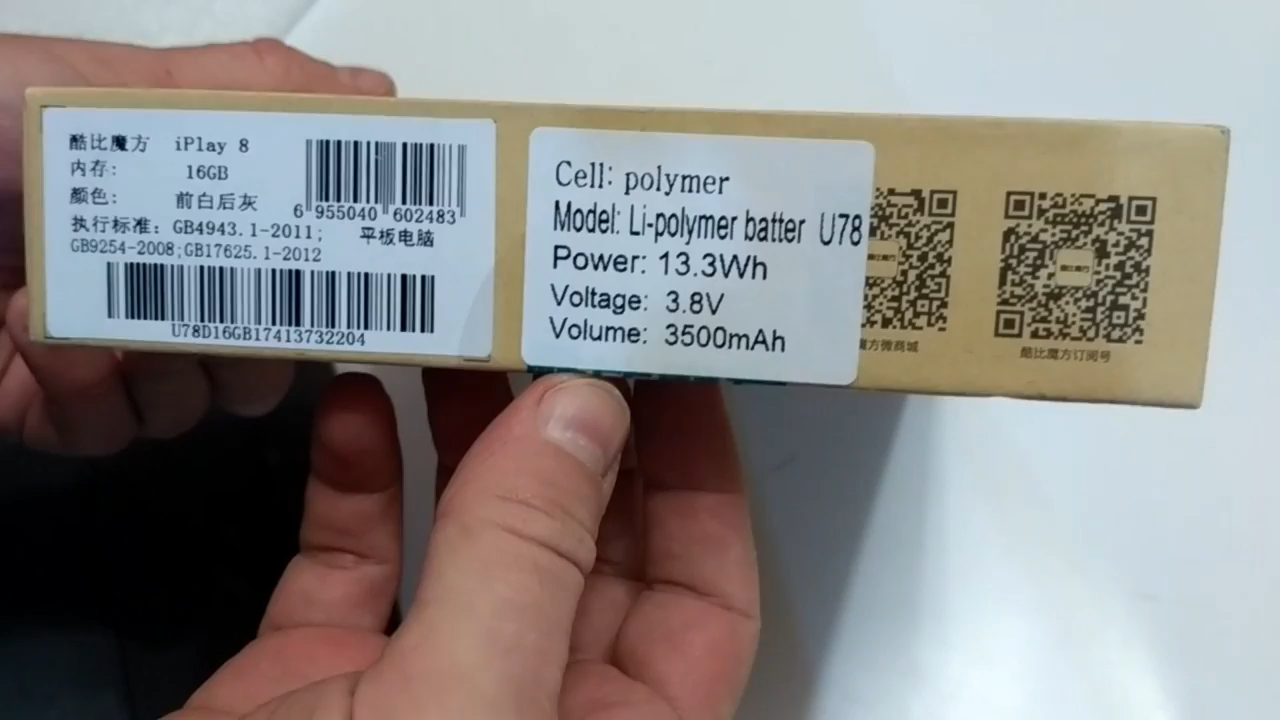 酷比魔方 iPlay 8
内存: 16GB
颜色: 前白后灰
6 955040 602483
执行标准: GB4943.1-2011;
平板电脑
GB9254-2008;GB17625.1-2012
U78D16GB17413732204
Cell: polymer
Model: Li-polymer batter U78
Power: 13.3Wh
Voltage: 3.8V
Volume: 3500mAh
魔方微商城
酷比魔方订阅号